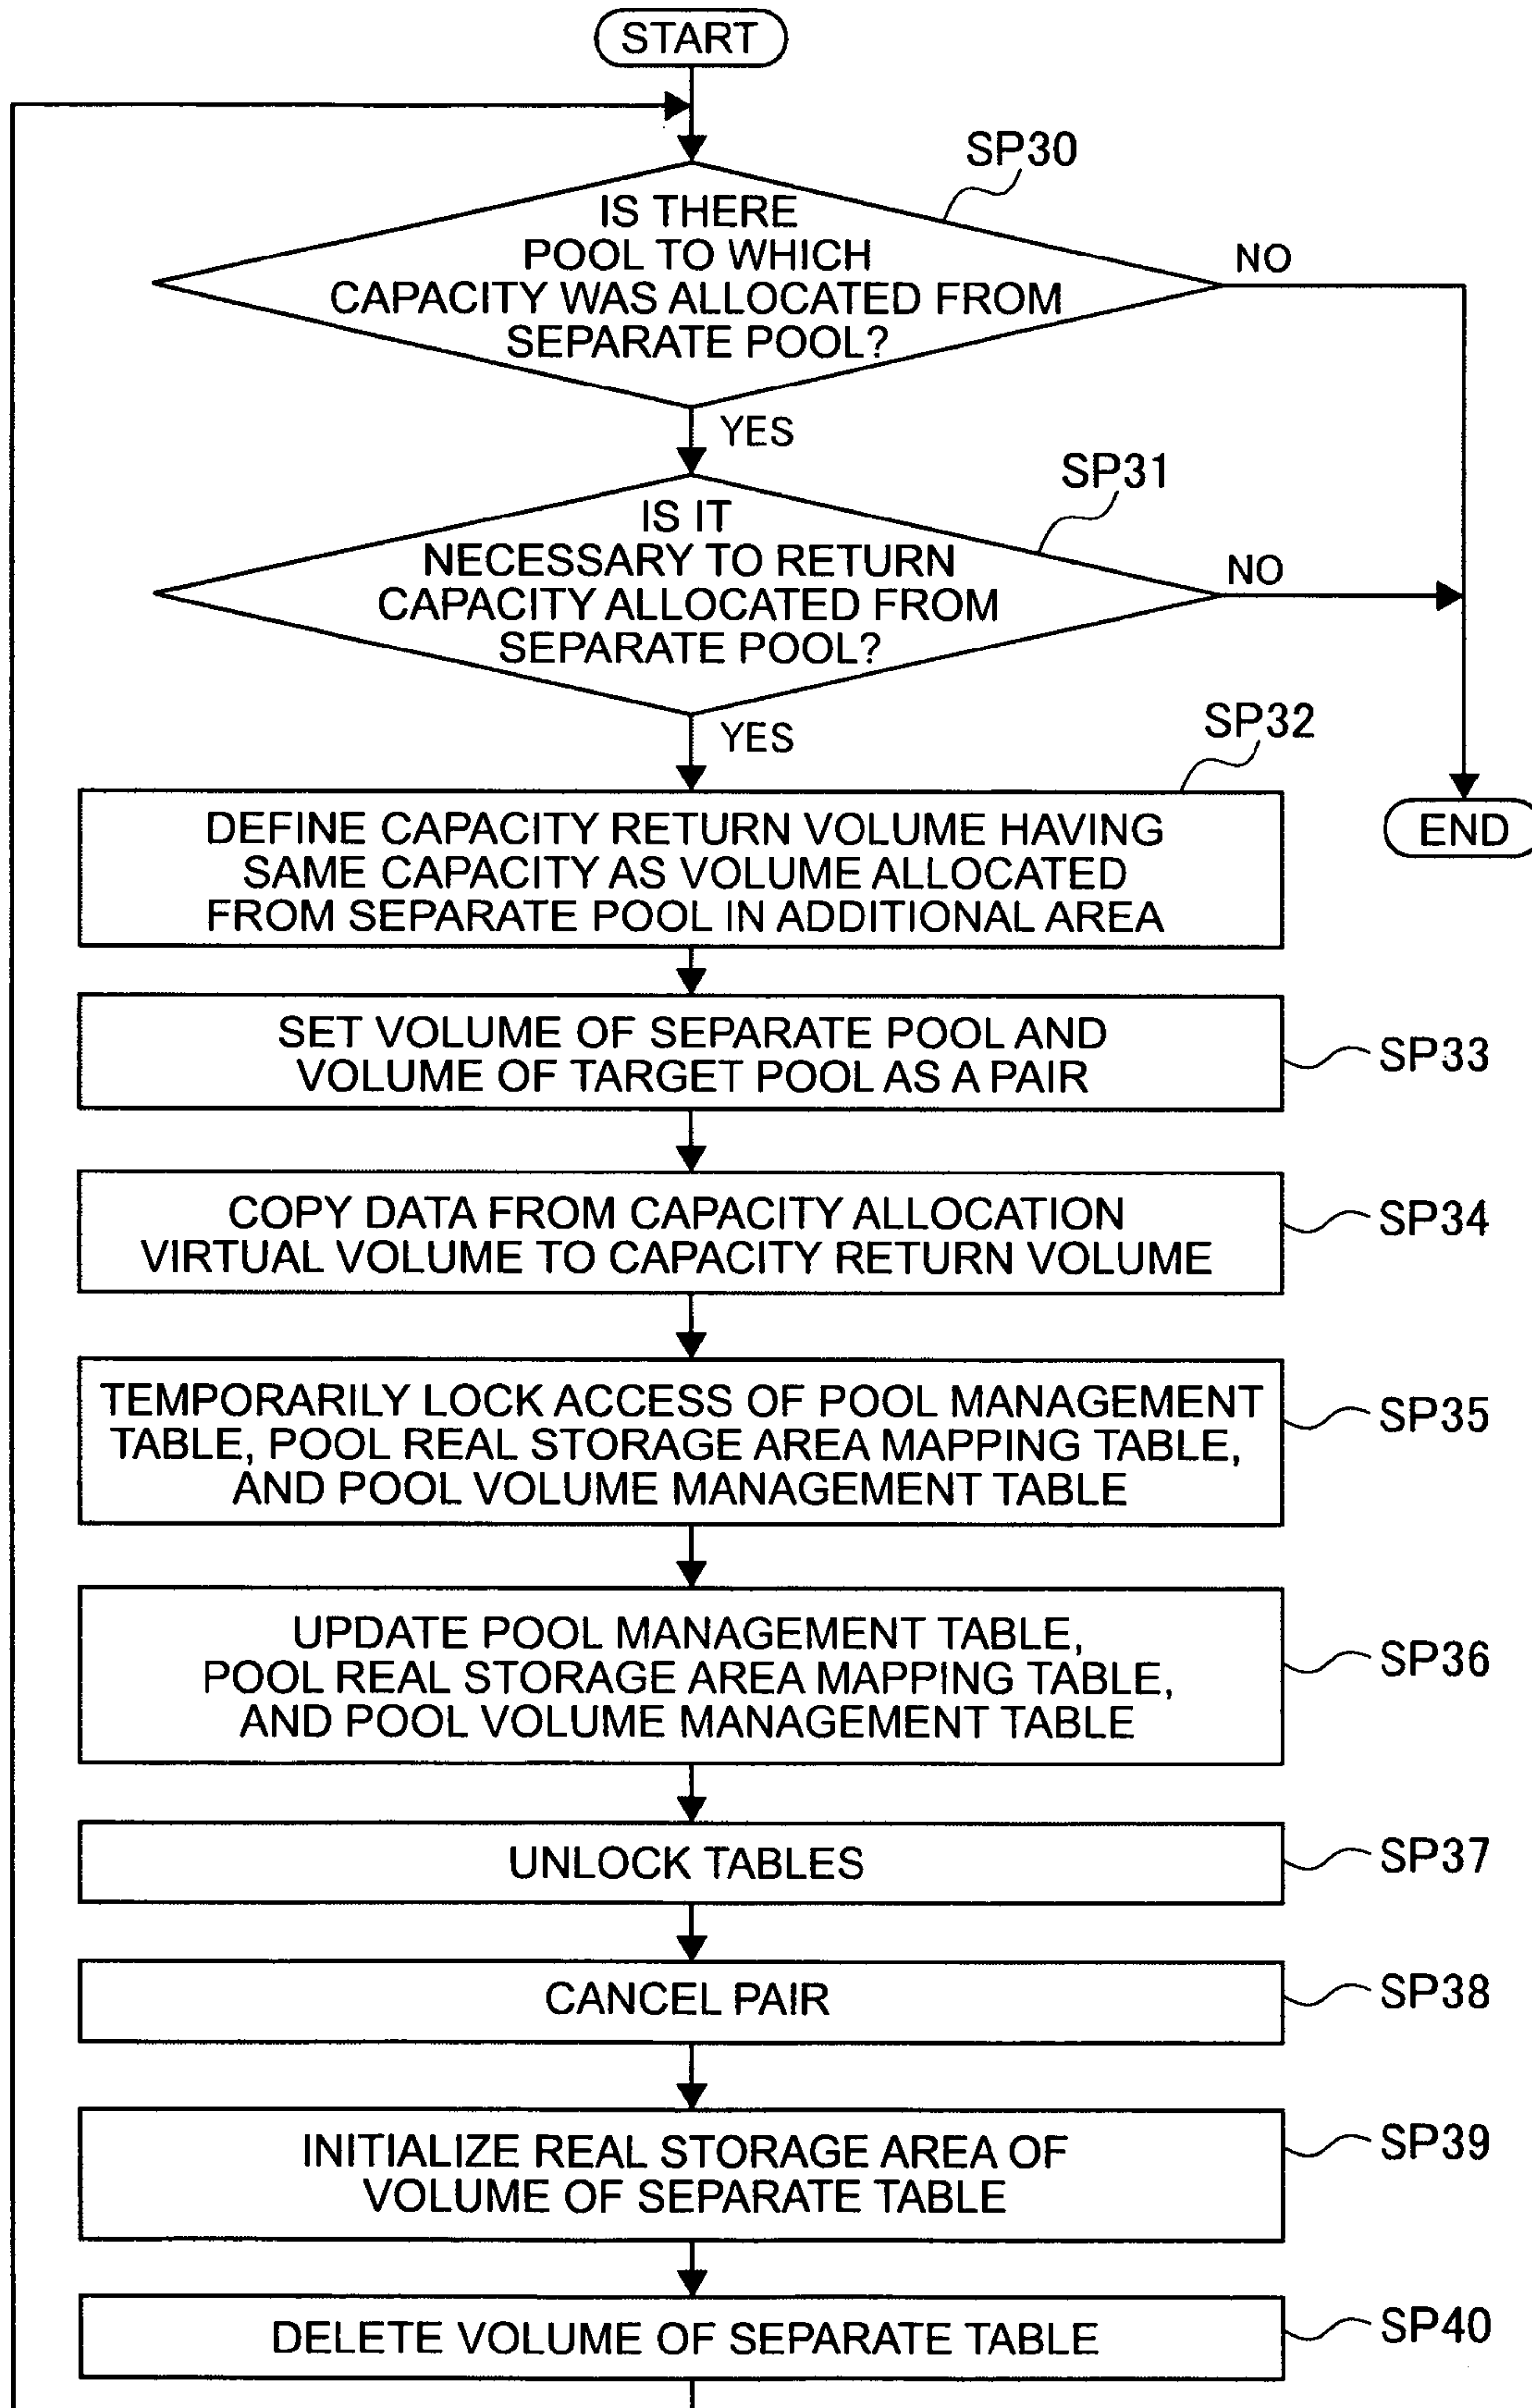 START
SP30
IS THERE
POOL TO WHICH
CAPACITY WAS ALLOCATED FROM
SEPARATE POOL?
NO
YES
SP31
IS IT
NECESSARY TO RETURN
CAPACITY ALLOCATED FROM
SEPARATE POOL?
NO
YES
SP32
DEFINE CAPACITY RETURN VOLUME HAVING
SAME CAPACITY AS VOLUME ALLOCATED
FROM SEPARATE POOL IN ADDITIONAL AREA
END
SET VOLUME OF SEPARATE POOL AND
VOLUME OF TARGET POOL AS A PAIR
SP33
COPY DATA FROM CAPACITY ALLOCATION
VIRTUAL VOLUME TO CAPACITY RETURN VOLUME
SP34
TEMPORARILY LOCK ACCESS OF POOL MANAGEMENT
TABLE, POOL REAL STORAGE AREA MAPPING TABLE,
AND POOL VOLUME MANAGEMENT TABLE
SP35
UPDATE POOL MANAGEMENT TABLE,
POOL REAL STORAGE AREA MAPPING TABLE,
AND POOL VOLUME MANAGEMENT TABLE
SP36
UNLOCK TABLES
SP37
CANCEL PAIR
SP38
INITIALIZE REAL STORAGE AREA OF
VOLUME OF SEPARATE TABLE
SP39
DELETE VOLUME OF SEPARATE TABLE
SP40